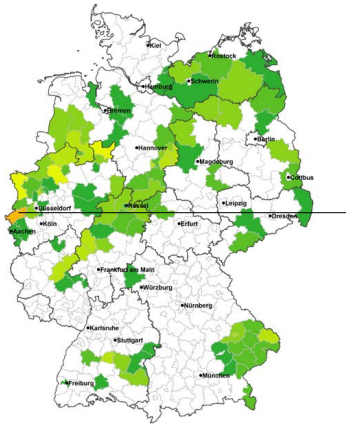 Kiel
Rostock
Schwerin
Hamburg
Bremen
Berlin
Hannover
Magdeburg
Cottbus
Kassel
Düsseldorf
Leipzig
Dresden
Köln
Erfurt
Aachen
Frankfurt am Main
Würzburg
Nürnberg
Karlsruhe
Stuttgart
München
Freiburg